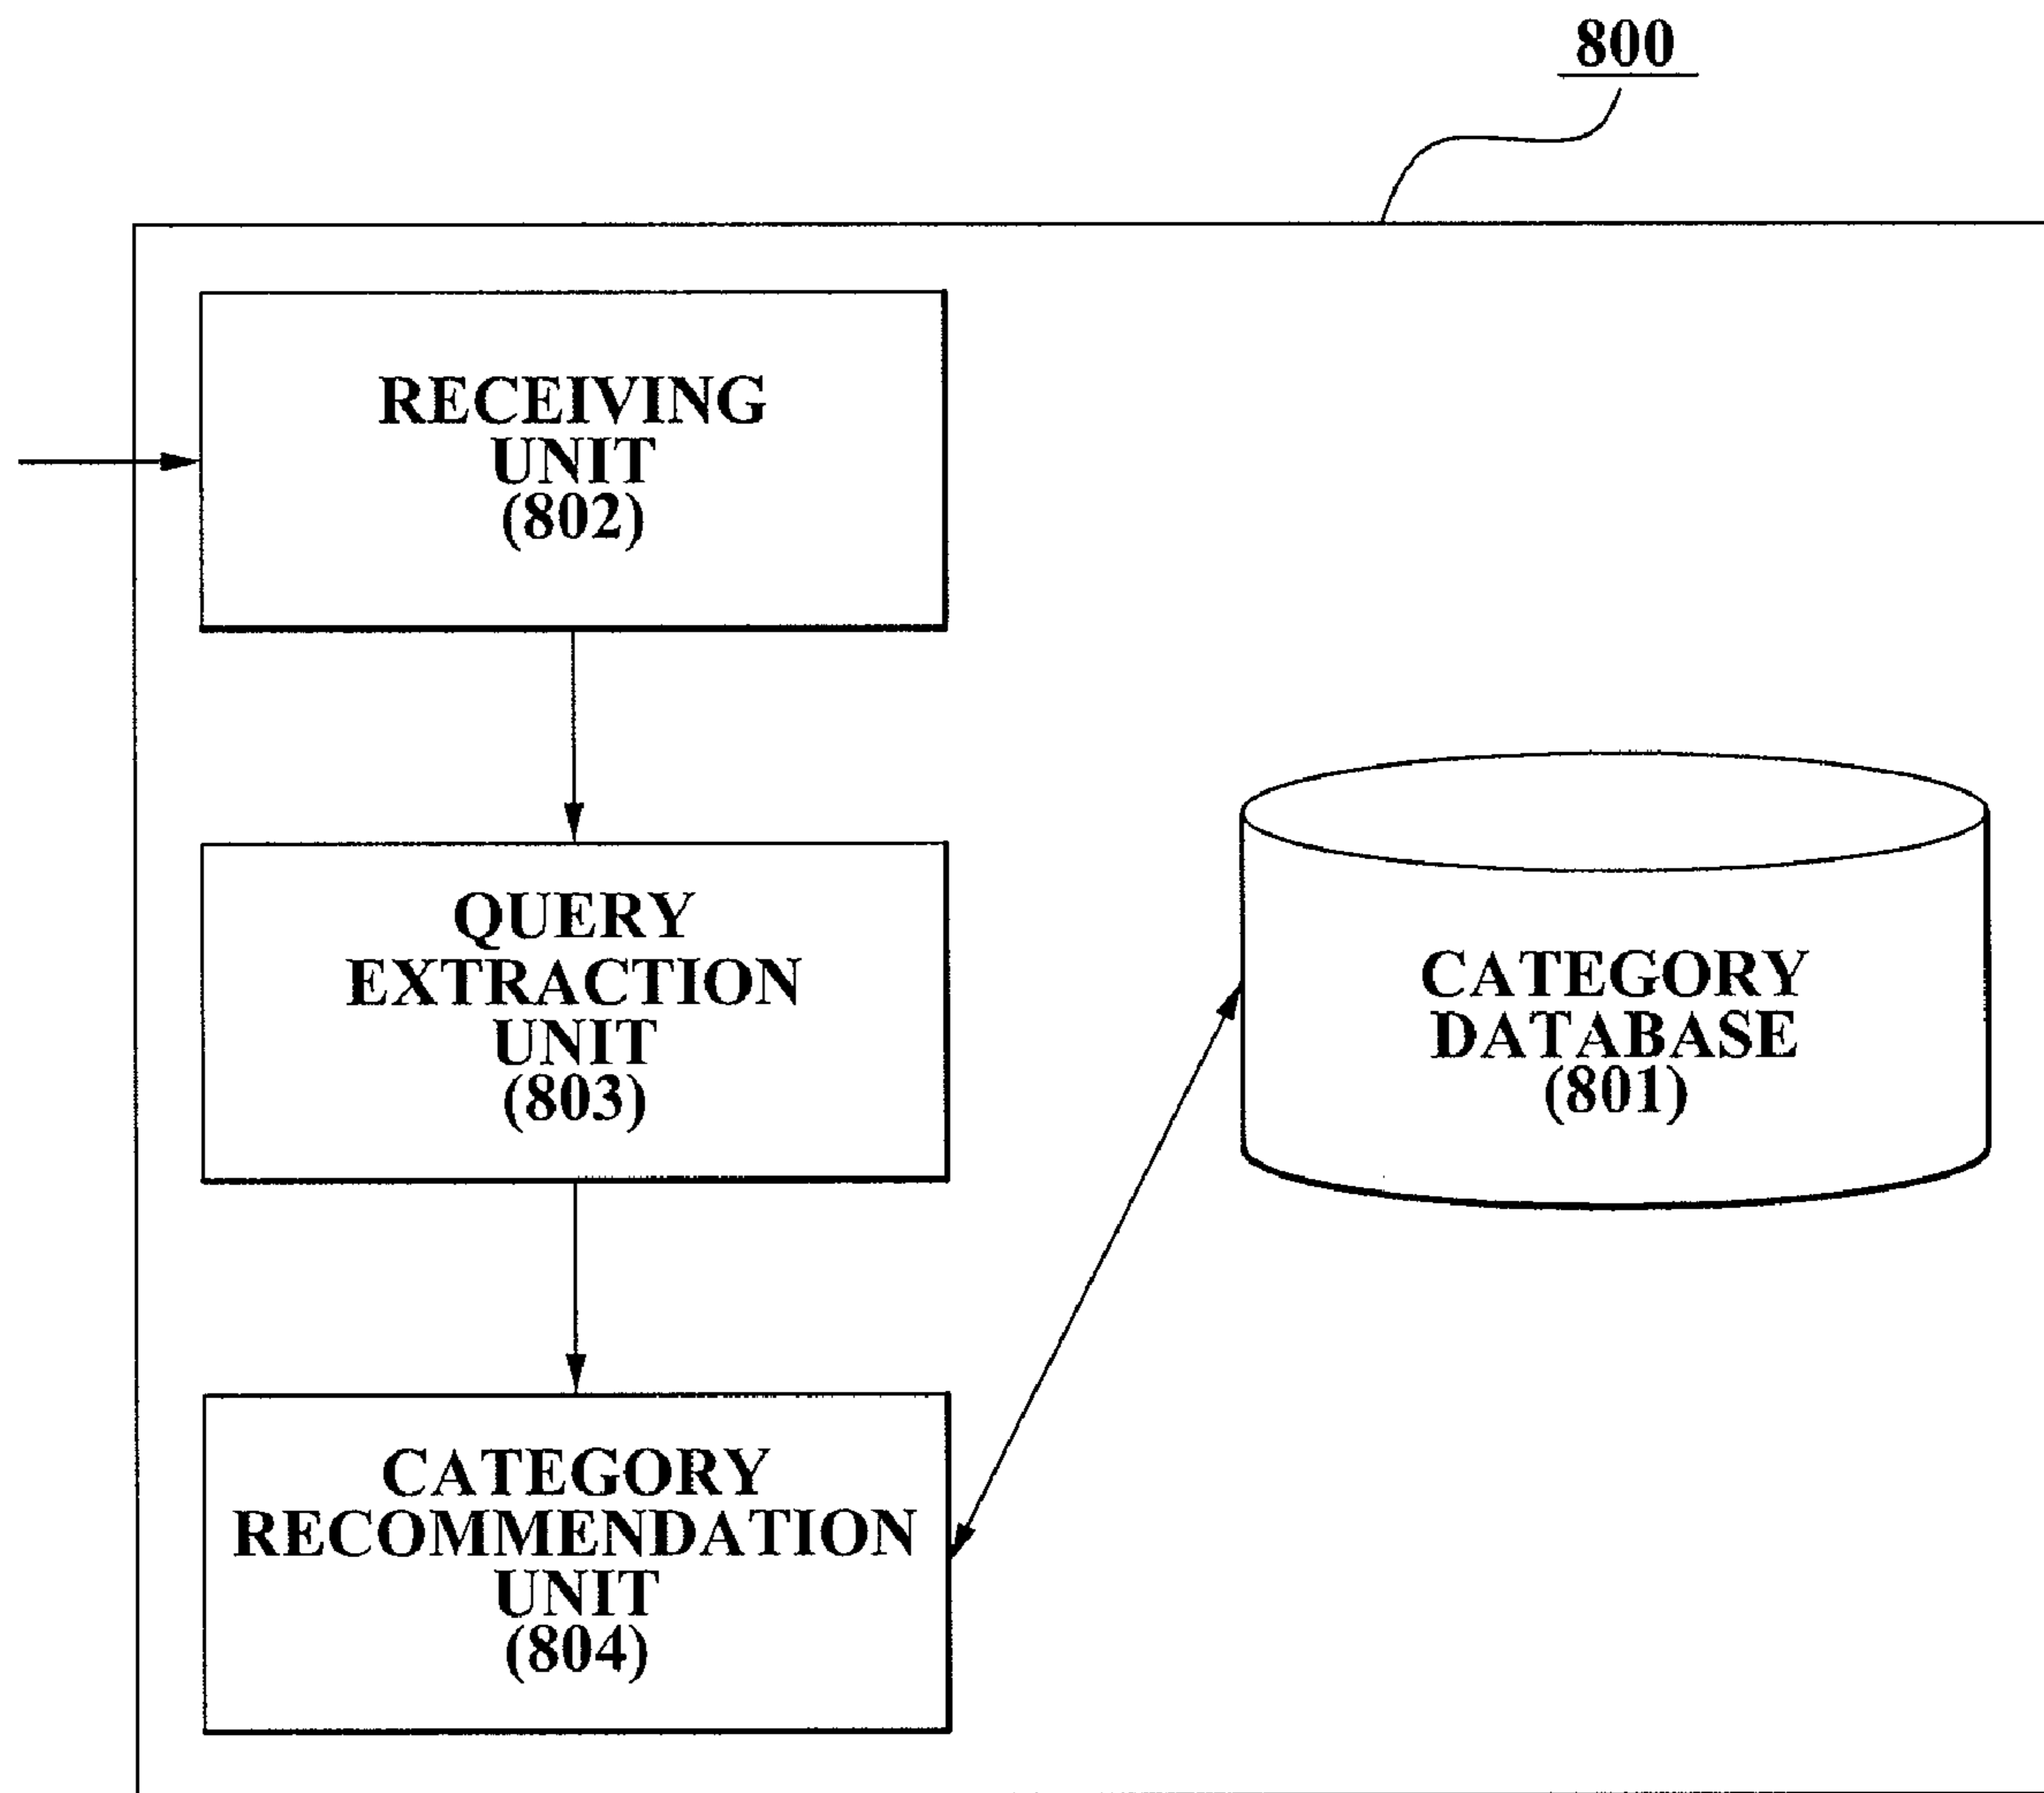 800
RECEIVING
UNIT
(802)
QUERY
EXTRACTION
UNIT
(803)
CATEGORY
DATABASE
(801)
CATEGORY
RECOMMENDATION
UNIT
(804)